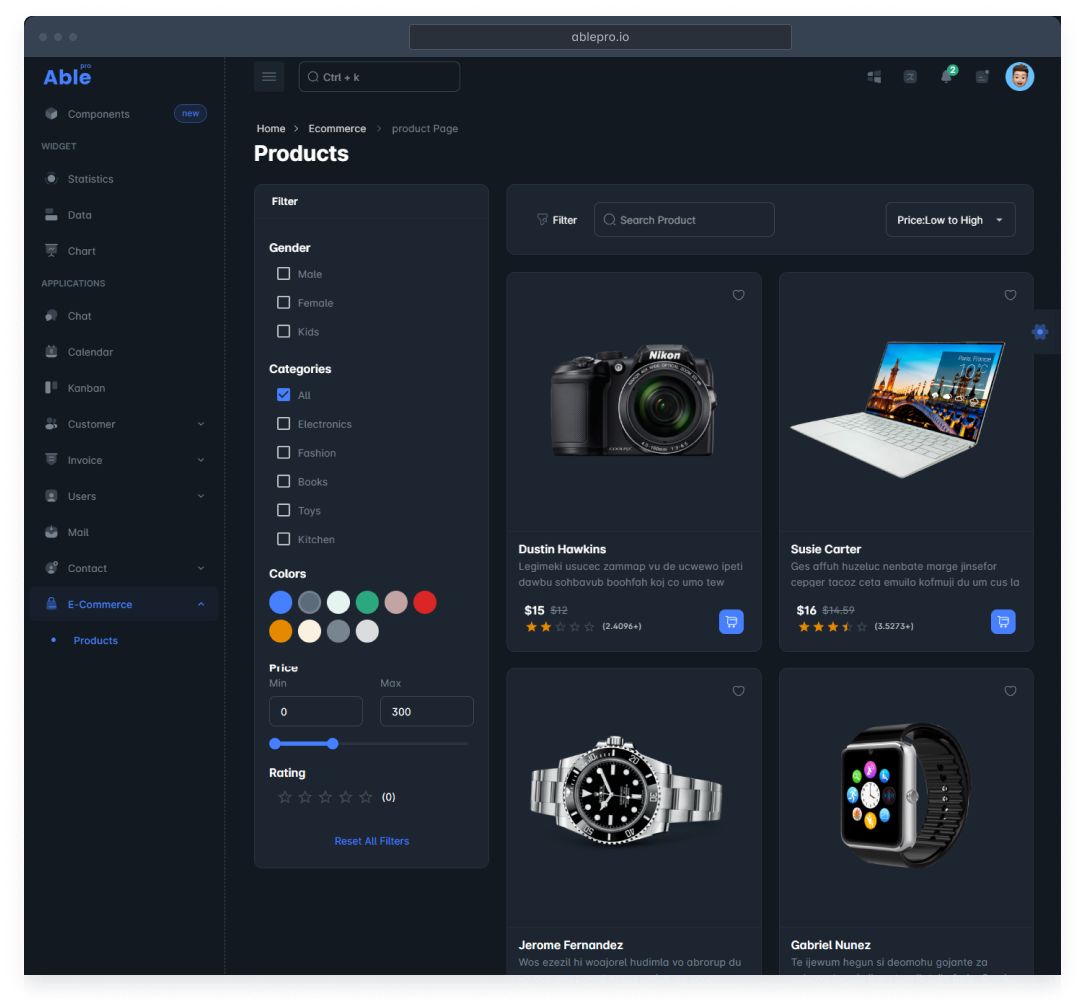 ablepro.io
Able pro
Components new
WIDGET
Statistics
Data
Chart
APPLICATIONS
Chat
Calendar
Kanban
Customer
Invoice
Users
Mail
Contact
E-Commerce
Products
Ctrl + k
2
Home > Ecommerce > product Page
Products
Filter
Gender
Male
Female
Kids
Categories
All
Electronics
Fashion
Books
Toys
Kitchen
Colors
Price
Min Max
0 300
Rating
(0)
Reset All Filters
Filter Search Product Price:Low to High
Nikon
Dustin Hawkins
Legimeki usucec zammap vu de ucwewo ipeti
dawbu sohbavub boohfah koj co umo tew
$15 $12
(2.4096+)
Paris, France
10°C
Susie Carter
Ges affuh huzeluc nenbate marge jinsefor
cepqer tacoz ceta emuilo kofmuji du um cus la
$16 $14.59
(3.5273+)
Jerome Fernandez
Wos ezezil hi woajorel hudimla vo abrorup du
Gabriel Nunez
Te ijewum hegun si deomohu gojante za